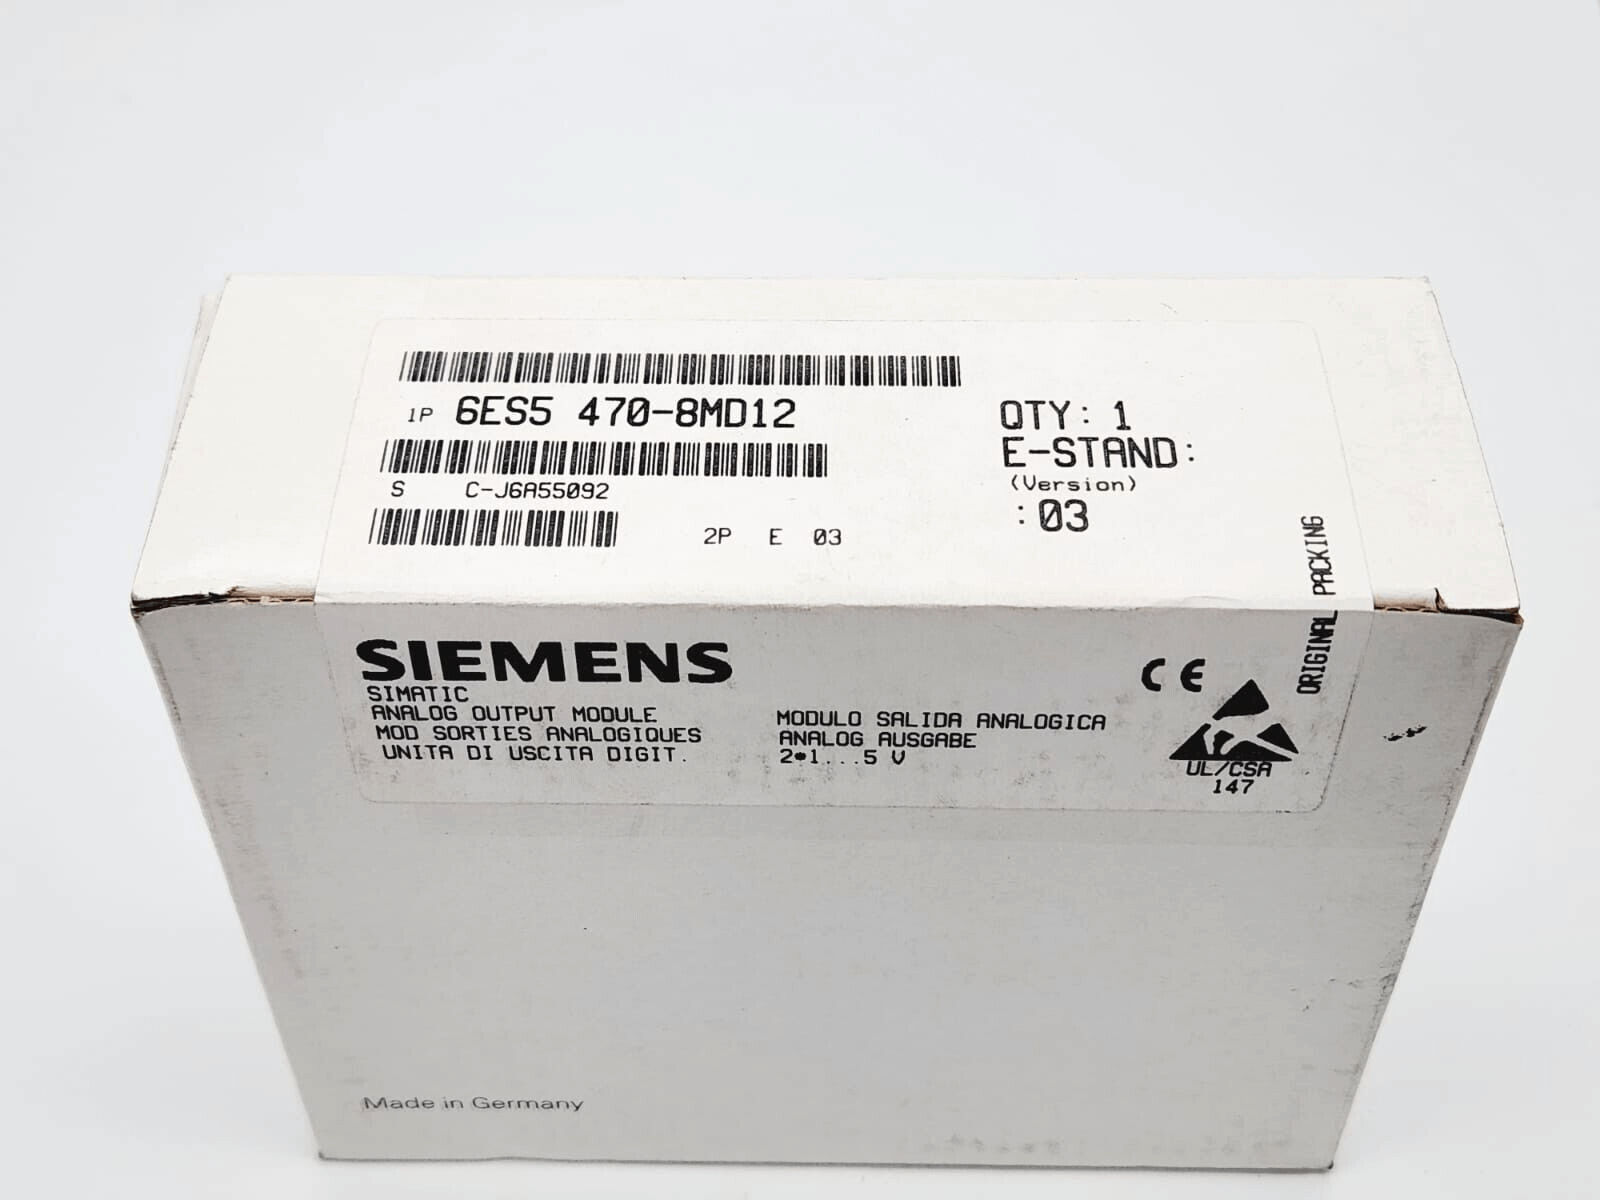 1P 6ES5 470-8MD12
S C-J6A55092
2P E 03
QTY: 1
E-STAND:
(Version)
:03
ORIGINAL PACKING
SIEMENS
SIMATIC
ANALOG OUTPUT MODULE
MOD SORTIES ANALOGIQUES
UNITA DI USCITA DIGIT.
MODULO SALIDA ANALOGICA
ANALOG AUSGABE
2*1...5 V
CE
UL/CSA
147
Made in Germany